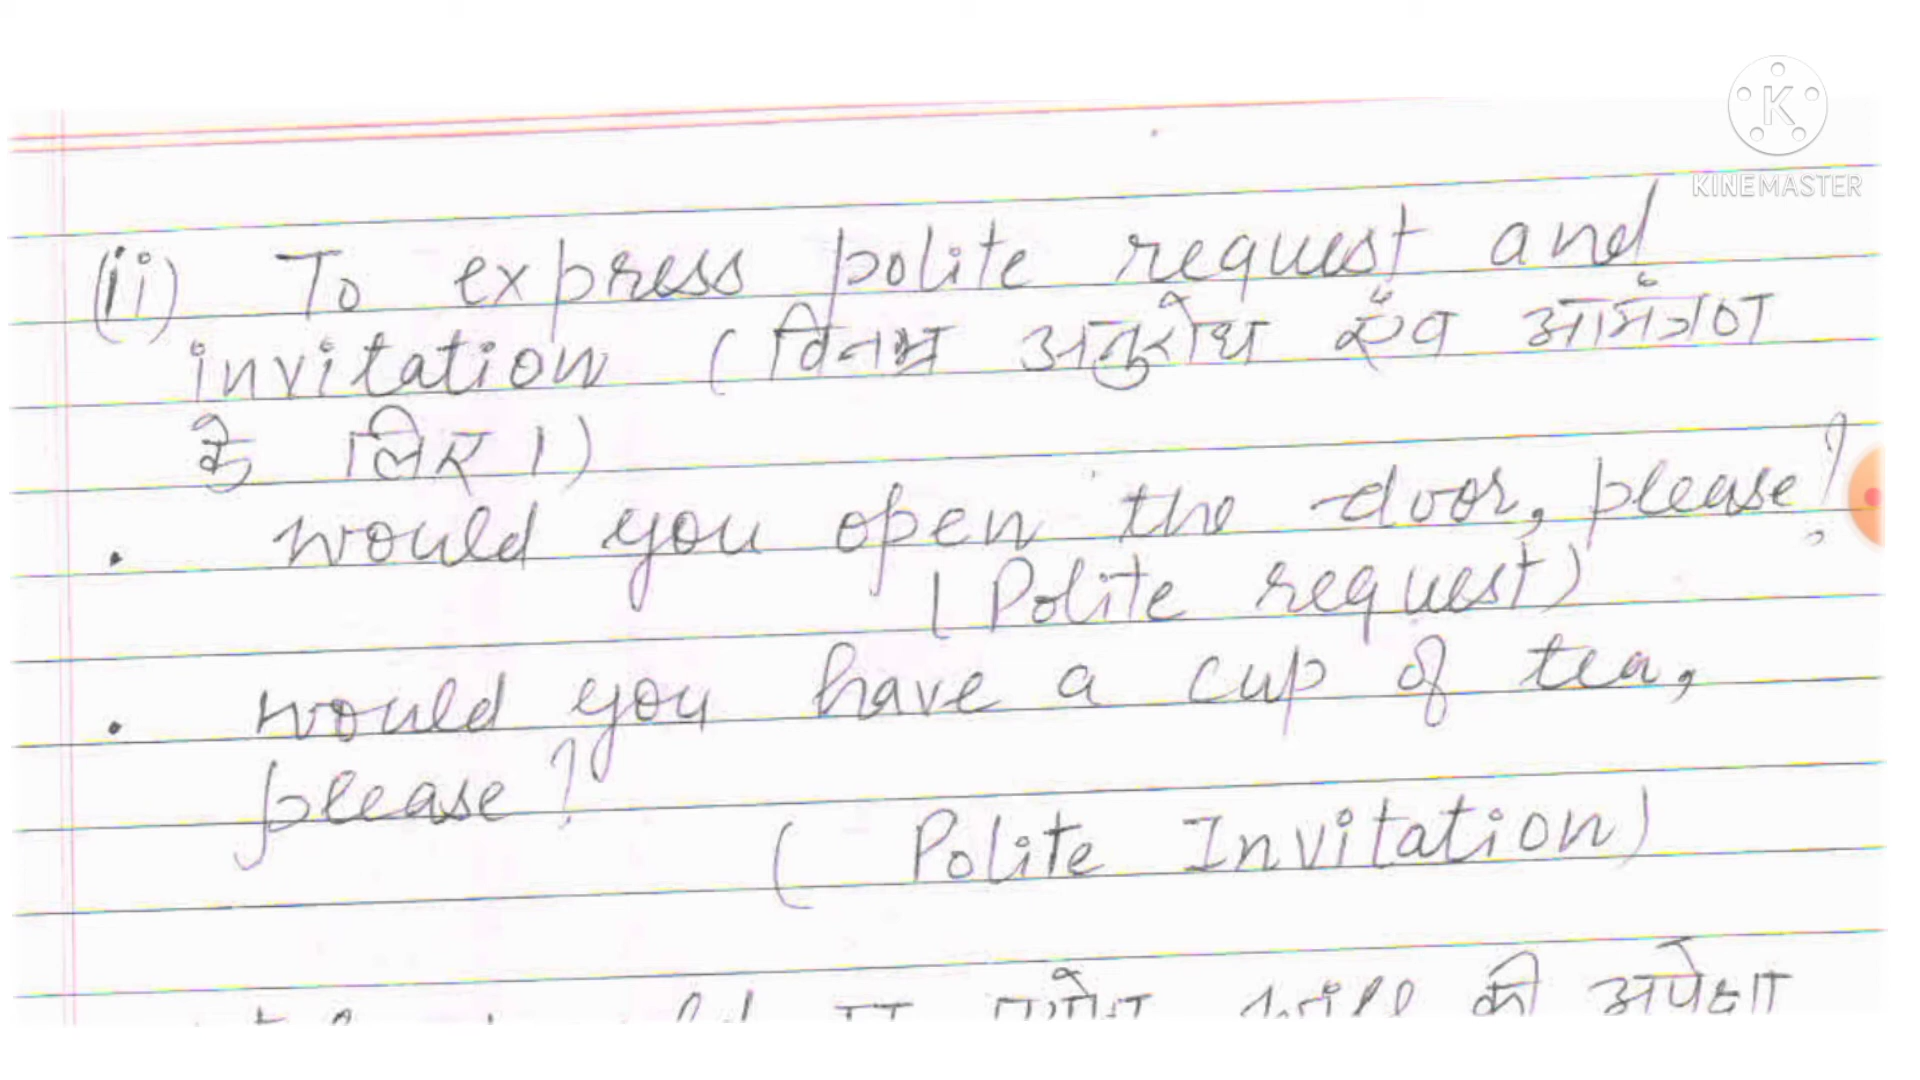 KINEMASTER
(ii) To express polite request and
invitation (विनम्र अनुरोध एंव आमंत्रण
के लिए।)
• would you open the door, please?
(Polite request)
• would you have a cup of tea,
please?
( Polite Invitation)
की अपेक्षा